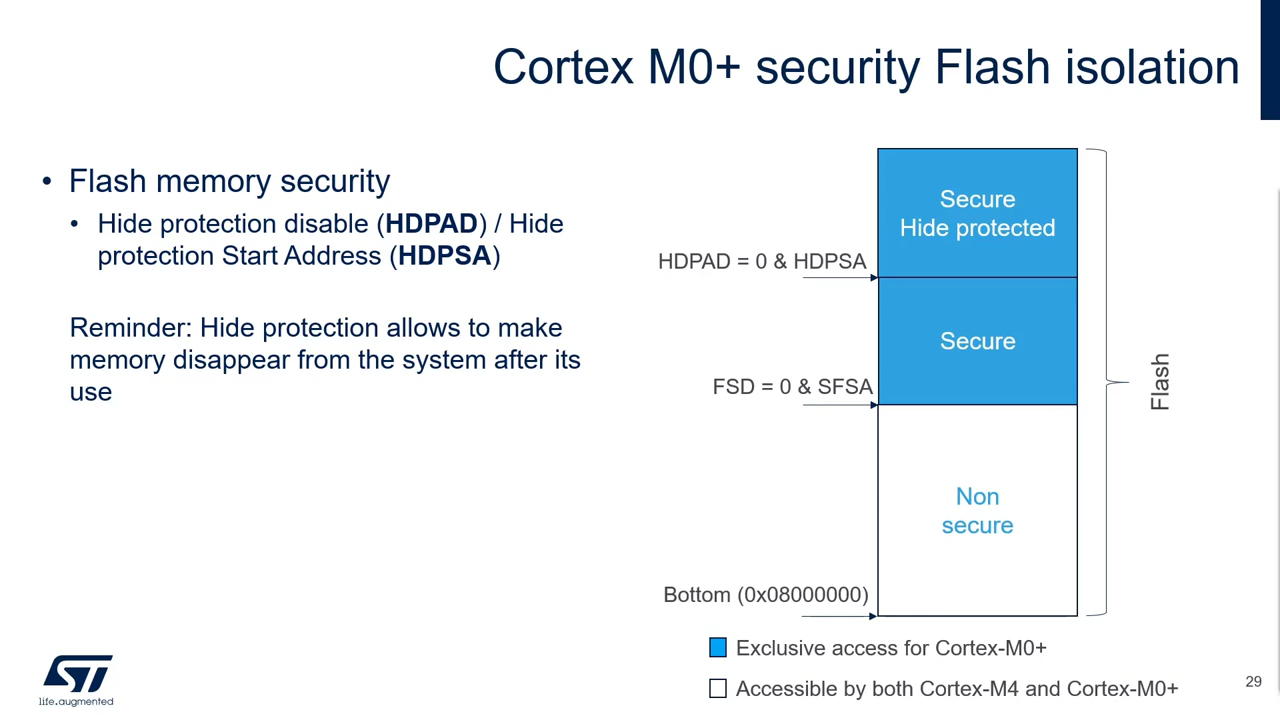 Cortex M0+ security Flash isolation
• Flash memory security
• Hide protection disable (HDPAD) / Hide
protection Start Address (HDPSA)
Reminder: Hide protection allows to make
memory disappear from the system after its
use
Secure
Hide protected
HDPAD = 0 & HDPSA
Secure
FSD = 0 & SFSA
Flash
Non
secure
Bottom (0x08000000)
Exclusive access for Cortex-M0+
Accessible by both Cortex-M4 and Cortex-M0+
29
ST
life.augmented